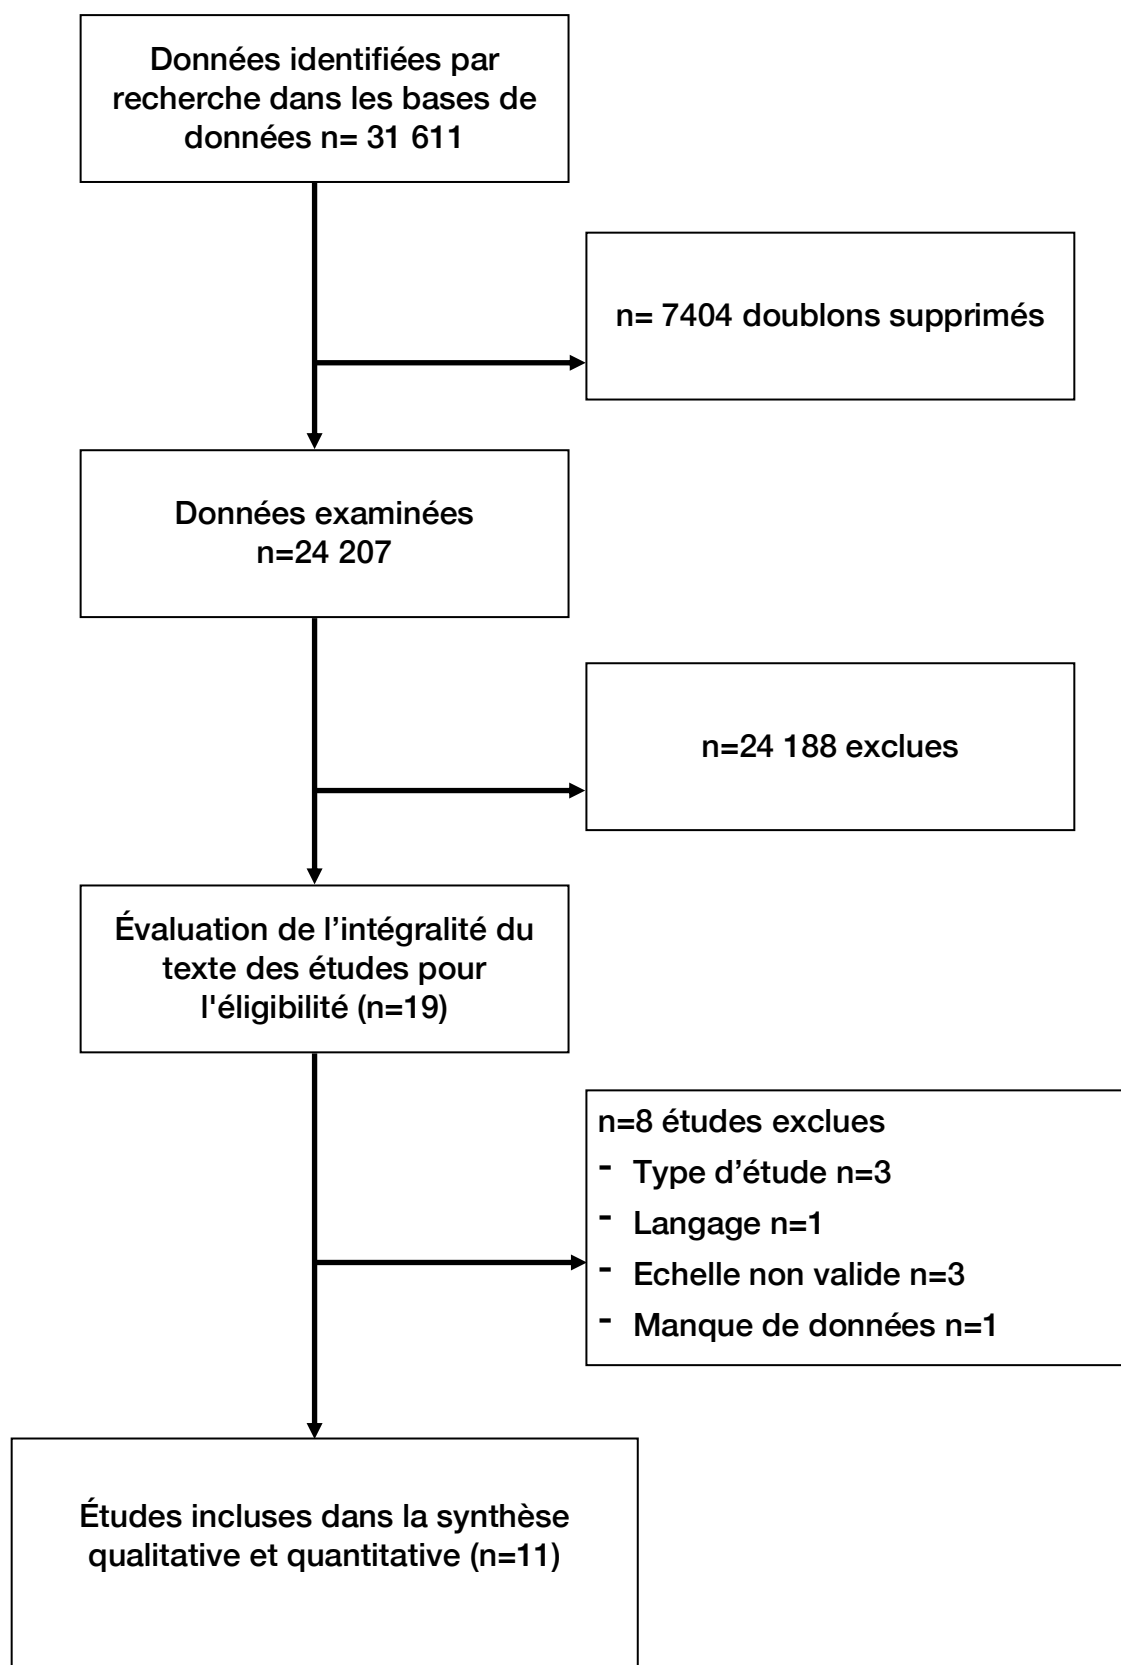 Données identifiées par
recherche dans les bases de
données n= 31 611
n= 7404 doublons supprimés
Données examinées
n=24 207
n=24 188 exclues
Évaluation de l’intégralité du
texte des études pour
l'éligibilité (n=19)
n=8 études exclues
- Type d’étude n=3
- Langage n=1
- Echelle non valide n=3
- Manque de données n=1
Études incluses dans la synthèse
qualitative et quantitative (n=11)